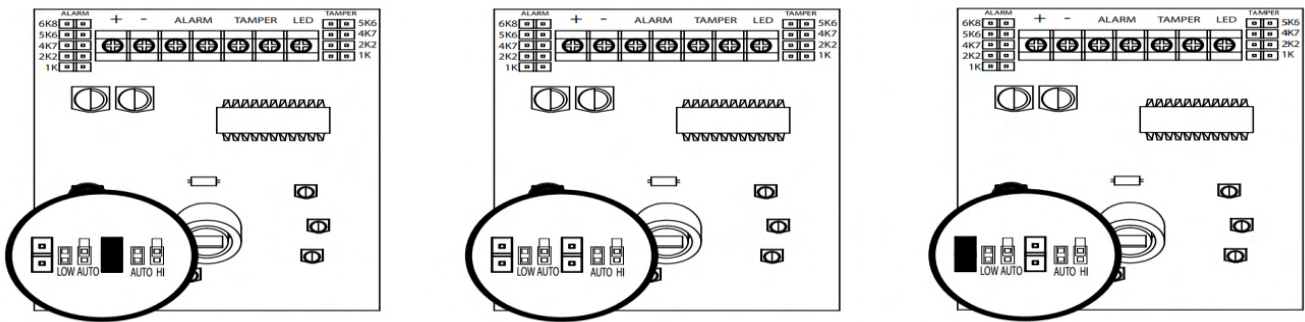 ALARM TAMPER
6K8 + - ALARM TAMPER LED 5K6
5K6 4K7
4K7 2K2
2K2 1K
1K
LOW AUTO AUTO HI
ALARM TAMPER
6K8 + - ALARM TAMPER LED 5K6
5K6 4K7
4K7 2K2
2K2 1K
1K
LOW AUTO AUTO HI
ALARM TAMPER
6K8 + - ALARM TAMPER LED 5K6
5K6 4K7
4K7 2K2
2K2 1K
1K
LOW AUTO AUTO HI